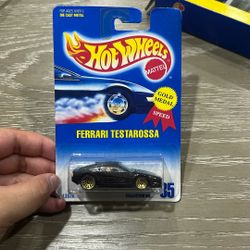 HOT WHEELS
MATTEL
GOLD
MEDAL
SPEED
FERRARI TESTAROSSA
35